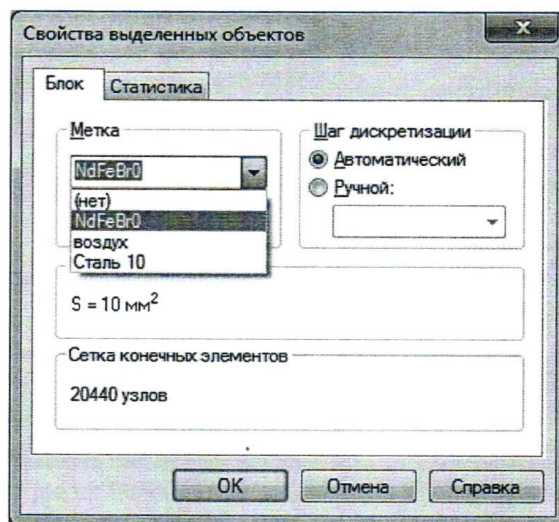 Свойства выделенных объектов
Блок
Статистика
Метка
NdFeBr0
(нет)
NdFeBr0
воздух
Сталь 10
Шаг дискретизации
Автоматический
Ручной:
S = 10 мм²
Сетка конечных элементов
20440 узлов
OK
Отмена
Справка